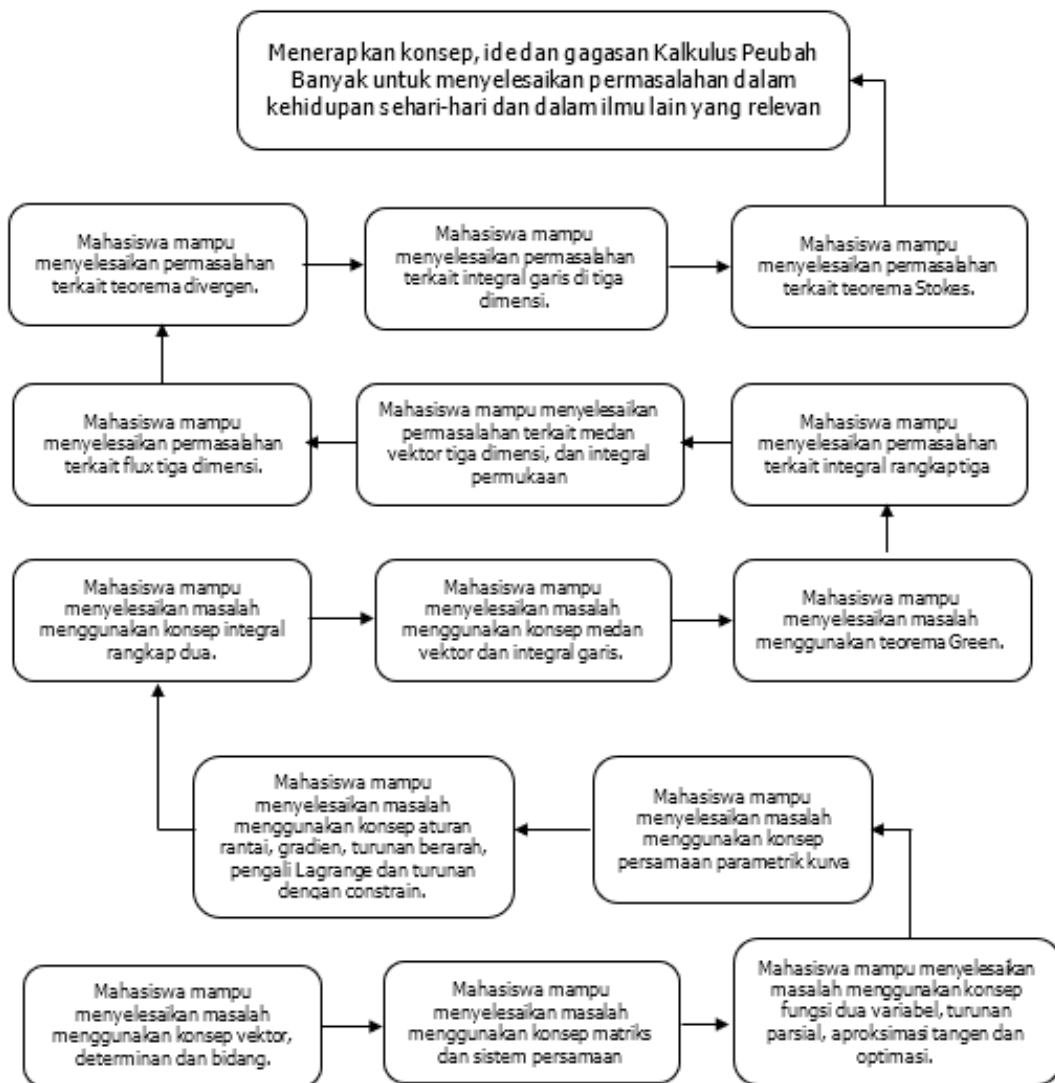 Menerapkan konsep, ide dan gagasan Kalkulus Peubah
Banyak untuk menyelesaikan permasalahan dalam
kehidupan sehari-hari dan dalam ilmu lain yang relevan
Mahasiswa mampu
menyelesaikan permasalahan
terkait teorema divergen.
Mahasiswa mampu
menyelesaikan permasalahan
terkait integral garis di tiga
dimensi.
Mahasiswa mampu
menyelesaikan permasalahan
terkait teorema Stokes.
Mahasiswa mampu
menyelesaikan permasalahan
terkait flux tiga dimensi.
Mahasiswa mampu menyelesaikan
permasalahan terkait medan
vektor tiga dimensi, dan integral
permukaan
Mahasiswa mampu
menyelesaikan permasalahan
terkait integral rangkap tiga
Mahasiswa mampu
menyelesaikan masalah
menggunakan konsep integral
rangkap dua.
Mahasiswa mampu
menyelesaikan masalah
menggunakan konsep medan
vektor dan integral garis.
Mahasiswa mampu
menyelesaikan masalah
menggunakan teorema Green.
Mahasiswa mampu
menyelesaikan masalah
menggunakan konsep aturan
rantai, gradien, turunan berarah,
pengali Lagrange dan turunan
dengan constrain.
Mahasiswa mampu
menyelesaikan masalah
menggunakan konsep
persamaan parametrik kurva
Mahasiswa mampu
menyelesaikan masalah
menggunakan konsep vektor,
determinan dan bidang.
Mahasiswa mampu
menyelesaikan masalah
menggunakan konsep matriks
dan sistem persamaan
Mahasiswa mampu menyelesaikan
masalah menggunakan konsep
fungsi dua variabel, turunan
parsial, aproksimasi tangen dan
optimasi.